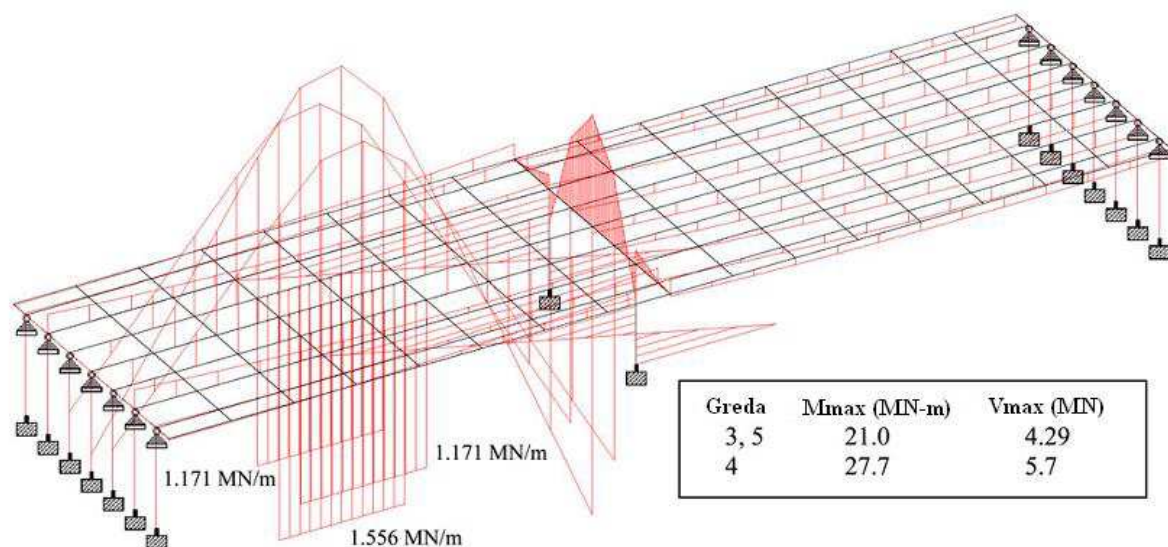 Greda Mmax (MN-m) Vmax (MN)
3, 5 21.0 4.29
4 27.7 5.7
1.171 MN/m
1.171 MN/m
1.556 MN/m